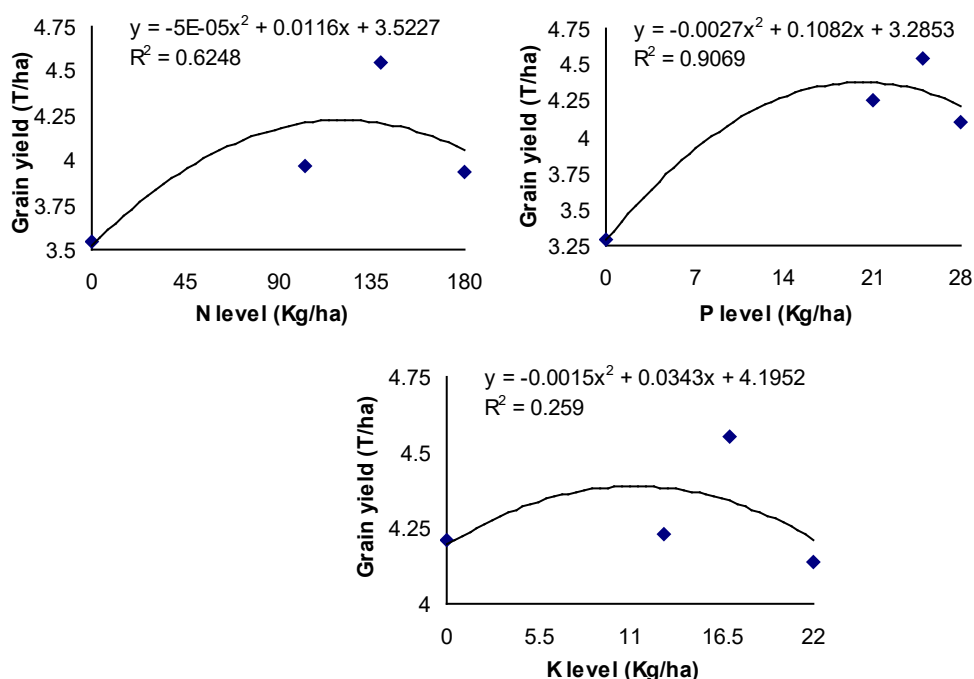 y = -5E-05x² + 0.0116x + 3.5227
R² = 0.6248
4.75
4.5
4.25
4
3.75
3.5
Grain yield (T/ha)
0 45 90 135 180
N level (Kg/ha)
y = -0.0027x² + 0.1082x + 3.2853
R² = 0.9069
4.75
4.5
4.25
4
3.75
3.5
3.25
Grain yield (T/ha)
0 7 14 21 28
P level (Kg/ha)
y = -0.0015x² + 0.0343x + 4.1952
R² = 0.259
4.75
4.5
4.25
4
Grain yield (T/ha)
0 5.5 11 16.5 22
K level (Kg/ha)